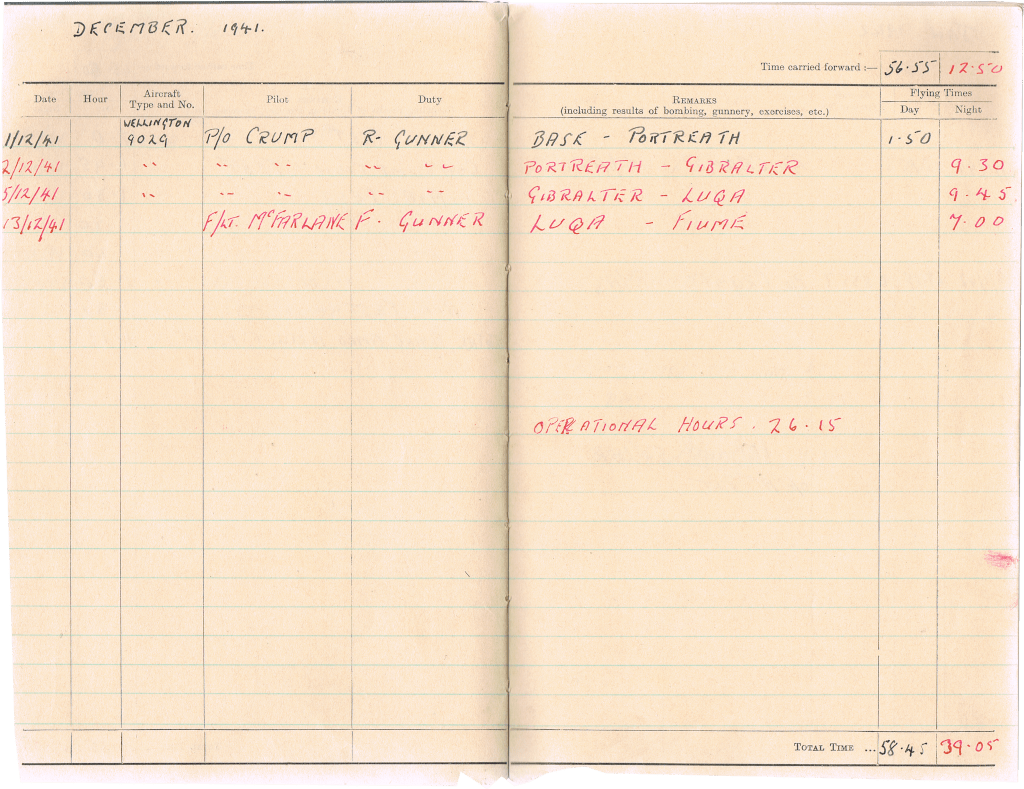 DECEMBER. 1941.
Time carried forward :— 56·55 12·50
Date Hour Aircraft Type and No. Pilot Duty REMARKS (including results of bombing, gunnery, exercises, etc.) Flying Times Day Night
1/12/41 WELLINGTON 9029 P/O CRUMP R- GUNNER BASE - PORTREATH 1·50
2/12/41 " " " " " PORTREATH - GIBRALTER 9·30
5/12/41 " " " " " GIBRALTER - LUQA 9·45
13/12/41 F/LT. McFARLANE F- GUNNER LUQA - FIUME 7·00
OPERATIONAL HOURS. 26·15
TOTAL TIME ... 58·45 39·05